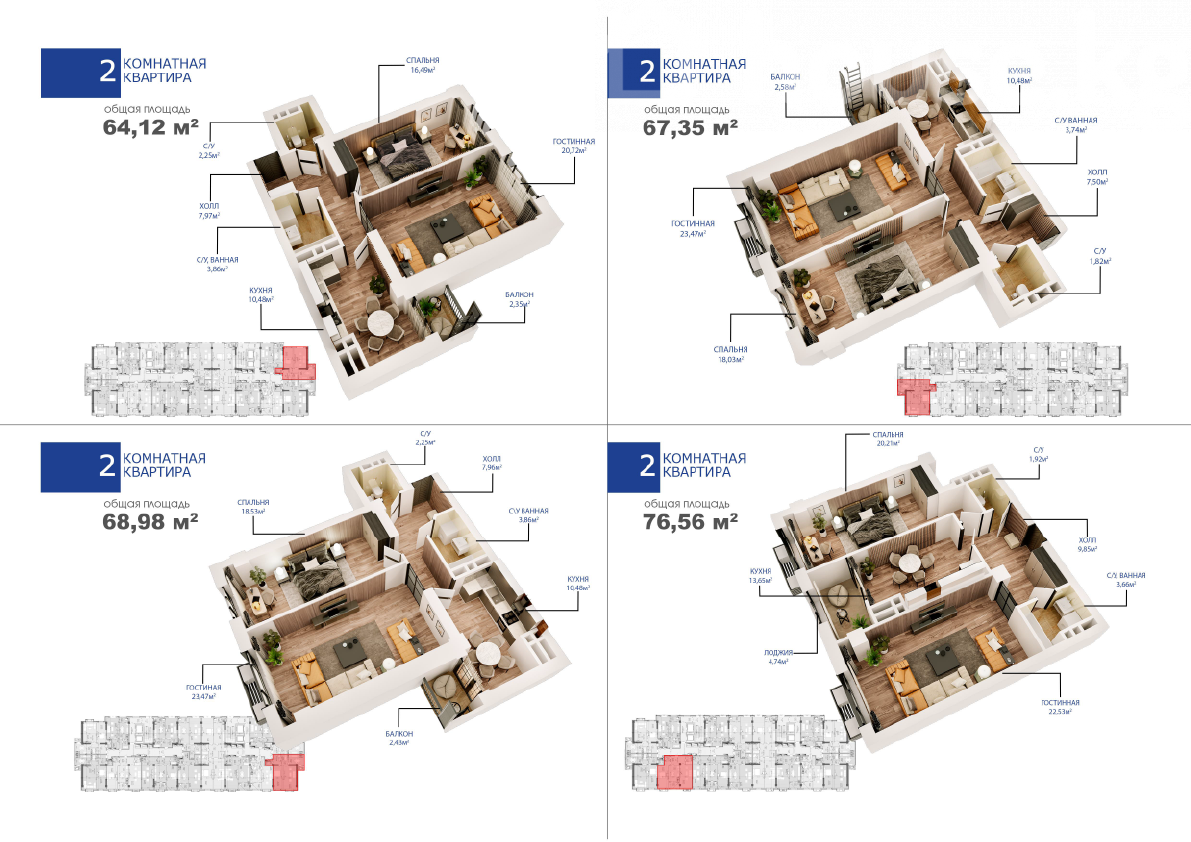 2 КОМНАТНАЯ
КВАРТИРА
общая площадь
64,12 м²
СПАЛЬНЯ
16,49м²
С/У
2,25м²
ГОСТИННАЯ
20,72м²
ХОЛЛ
7,97м²
С/У, ВАННАЯ
3,86м²
КУХНЯ
10,48м²
БАЛКОН
2,35м²
2 КОМНАТНАЯ
КВАРТИРА
общая площадь
67,35 м²
БАЛКОН
2,58м²
КУХНЯ
10,48м²
С/У ВАННАЯ
3,74м²
ХОЛЛ
7,50м²
ГОСТИННАЯ
23,47м²
С/У
1,82м²
СПАЛЬНЯ
18,03м²
2 КОМНАТНАЯ
КВАРТИРА
общая площадь
68,98 м²
С/У
2,25м²
ХОЛЛ
7,96м²
СПАЛЬНЯ
18,53м²
С\У ВАННАЯ
3,86м²
КУХНЯ
10,46м²
ГОСТИНАЯ
23,47м²
БАЛКОН
2,43м²
2 КОМНАТНАЯ
КВАРТИРА
общая площадь
76,56 м²
СПАЛЬНЯ
20,21м²
С/У
1,92м²
ХОЛЛ
9,85м²
КУХНЯ
13,65м²
С/У, ВАННАЯ
3,66м²
ЛОДЖИЯ
4,74м²
ГОСТИННАЯ
22,53м²